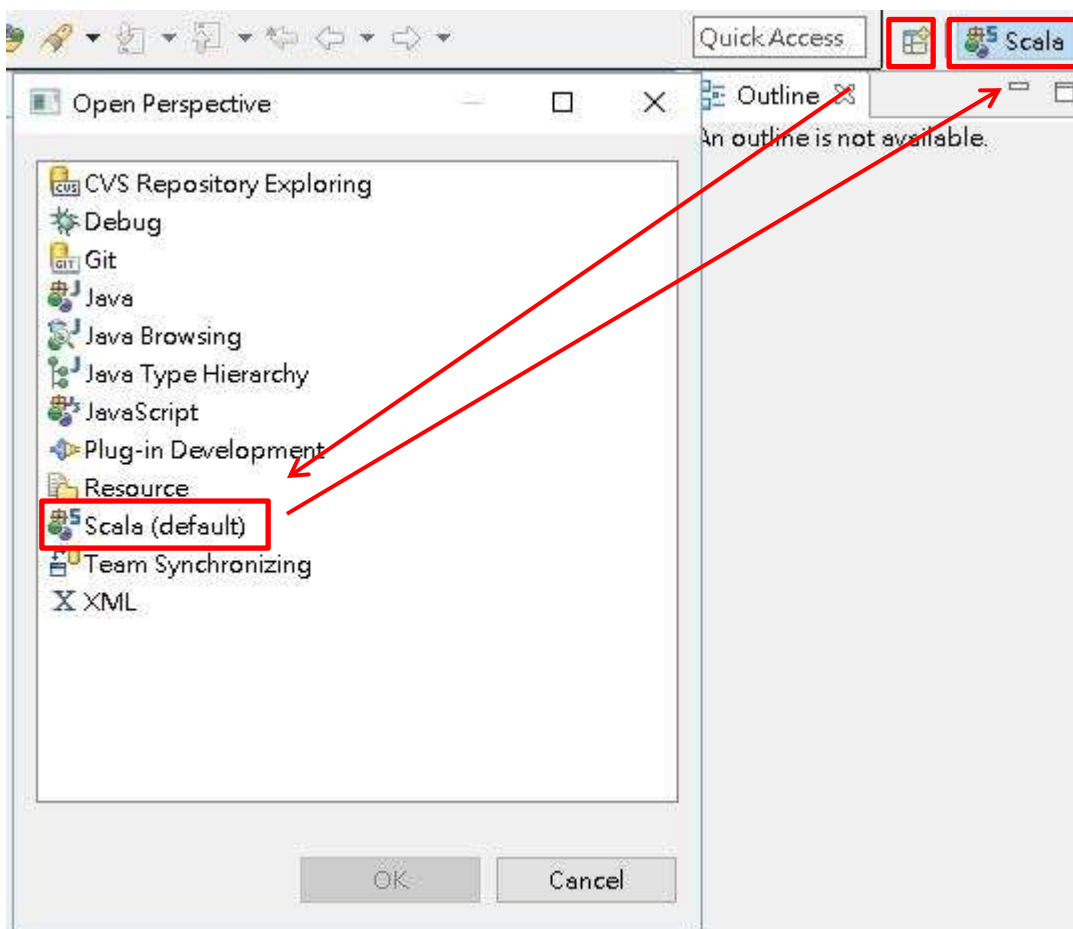 Quick Access
Scala
Open Perspective
Outline
An outline is not available.
CVS Repository Exploring
Debug
Git
Java
Java Browsing
Java Type Hierarchy
JavaScript
Plug-in Development
Resource
Scala (default)
Team Synchronizing
XML
OK
Cancel